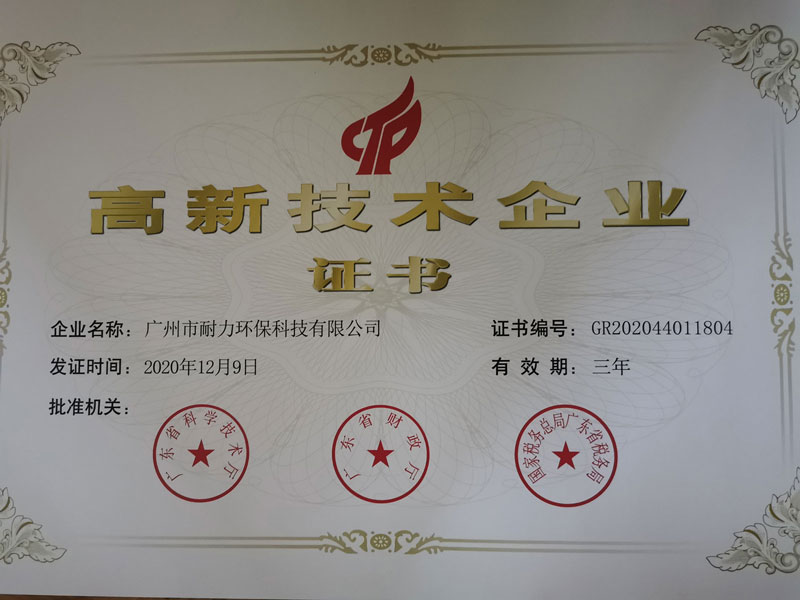 CTP
高新技术企业
证书
企业名称：广州市耐力环保科技有限公司
证书编号：GR202044011804
发证时间：2020年12月9日
有 效 期：三年
批准机关：
广东省科学技术厅
广东省财政厅
国家税务总局广东省税务局